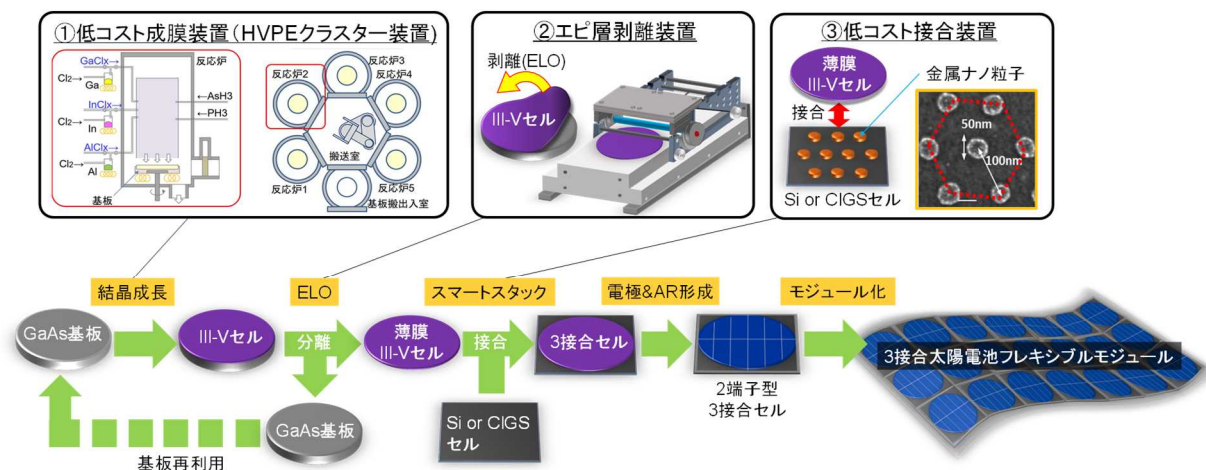 ①低コスト成膜装置(HVPEクラスター装置)
GaClx→
反応炉
Cl2→
Ga
←AsH3
InClx→
←PH3
Cl2→
In
AlClx→
Cl2→
Al
基板
反応炉3
反応炉2
反応炉4
搬送室
反応炉1
反応炉5
基板搬出入室
②エピ層剥離装置
剥離(ELO)
III-Vセル
③低コスト接合装置
薄膜
III-Vセル
金属ナノ粒子
接合
50nm
100nm
Si or CIGSセル
結晶成長
ELO
スマートスタック
電極&AR形成
モジュール化
GaAs基板
III-Vセル
分離
薄膜
III-Vセル
接合
3接合セル
3接合太陽電池フレキシブルモジュール
2端子型
3接合セル
GaAs基板
Si or CIGS
セル
基板再利用